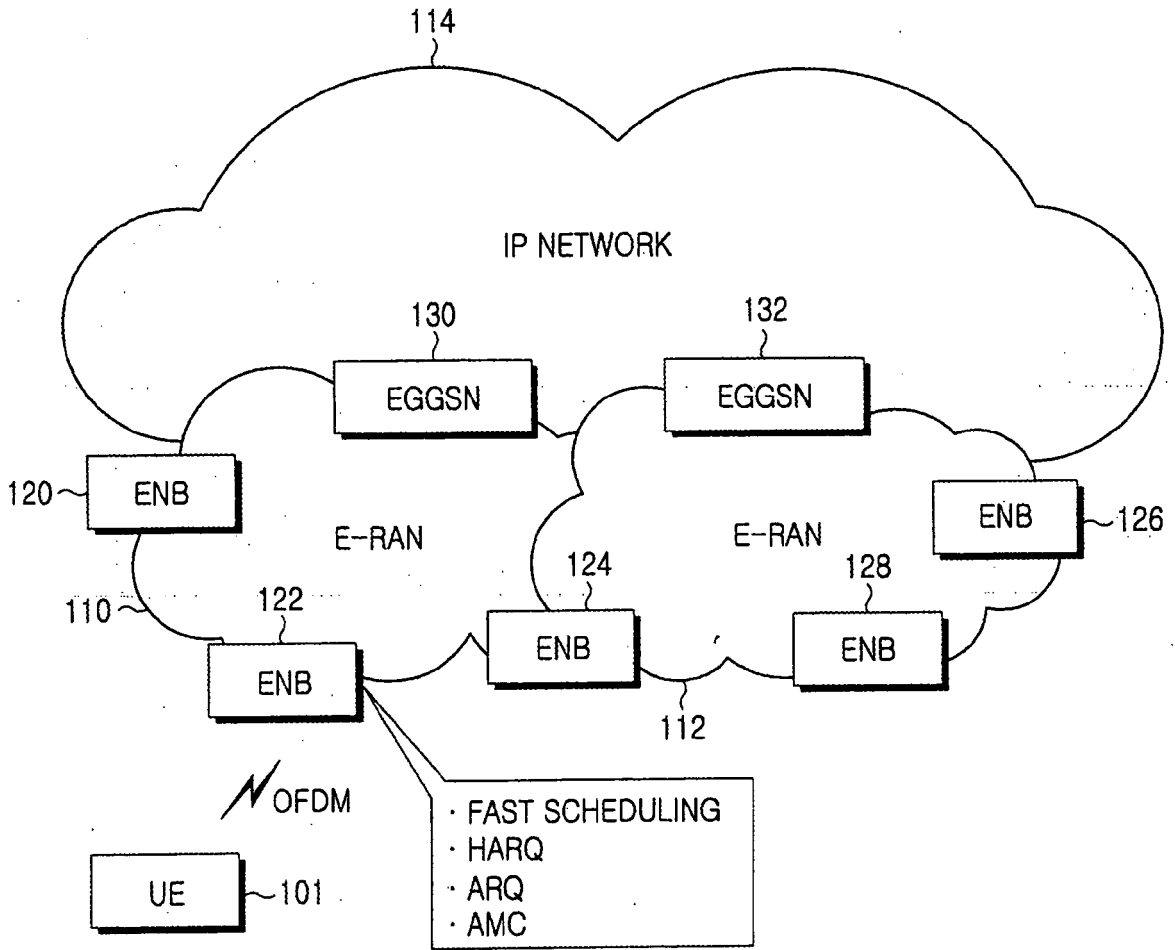 114
IP NETWORK
130
132
EGGSN
EGGSN
120
ENB
ENB
126
E-RAN
E-RAN
124
128
110
122
ENB
ENB
ENB
112
OFDM
· FAST SCHEDULING
· HARQ
· ARQ
· AMC
UE
101